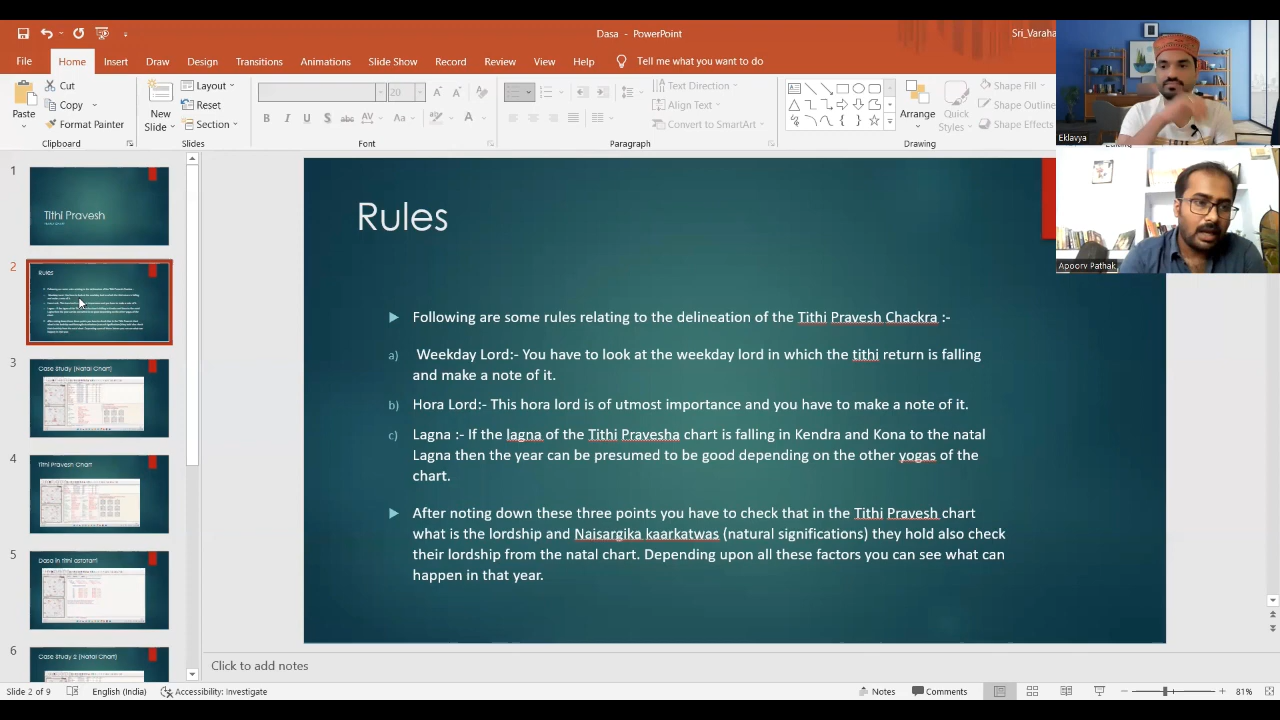 Dasa - PowerPoint
Sri_Varaha
File Home Insert Draw Design Transitions Animations Slide Show Record Review View Help Tell me what you want to do
Paste
Cut
Copy
Format Painter
Clipboard
New
Slide
Layout
Reset
Section
Slides
20
Font
Text Direction
Align Text
Convert to SmartArt
Paragraph
Arrange
Quick
Styles
Shape Fill
Shape Outline
Shape Effects
Drawing
Editing
Eklavya
Apoorv Pathak
1
Tithi Pravesh
2
Rules
3
Case Study (Natal Chart)
4
Tithi Pravesh Chart
5
Dasa in tithi astotari
6
Case Study 2 (Natal Chart)
Rules
Following are some rules relating to the delineation of the Tithi Pravesh Chackra :-
a) Weekday Lord:- You have to look at the weekday lord in which the tithi return is falling
and make a note of it.
b) Hora Lord:- This hora lord is of utmost importance and you have to make a note of it.
c) Lagna :- If the lagna of the Tithi Pravesha chart is falling in Kendra and Kona to the natal
Lagna then the year can be presumed to be good depending on the other yogas of the
chart.
After noting down these three points you have to check that in the Tithi Pravesh chart
what is the lordship and Naisargika kaarkatwas (natural significations) they hold also check
their lordship from the natal chart. Depending upon all these factors you can see what can
happen in that year.
Click to add notes
Slide 2 of 9 English (India) Accessibility: Investigate Notes Comments 81%